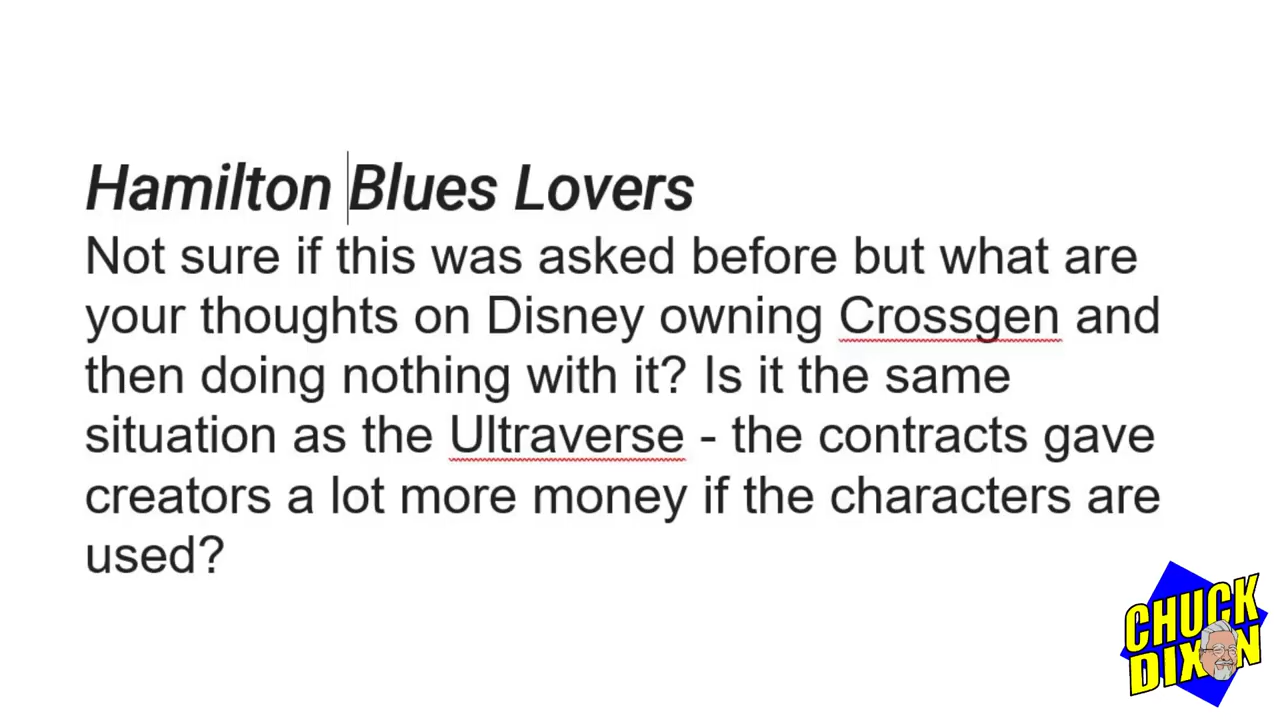 Hamilton Blues Lovers
Not sure if this was asked before but what are
your thoughts on Disney owning Crossgen and
then doing nothing with it? Is it the same
situation as the Ultraverse - the contracts gave
creators a lot more money if the characters are
used?
CHUCK
DIXON